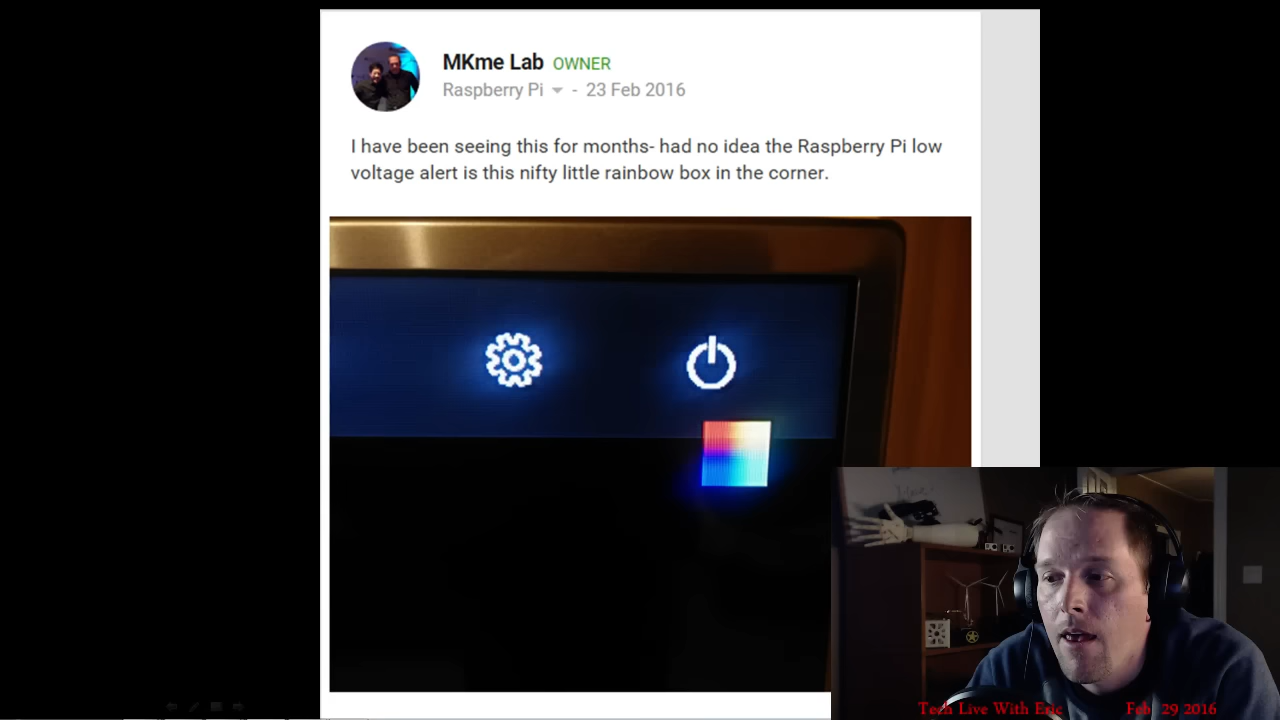 MKme Lab OWNER
Raspberry Pi - 23 Feb 2016
I have been seeing this for months- had no idea the Raspberry Pi low
voltage alert is this nifty little rainbow box in the corner.
Tech Live With Eric Feb 29 2016